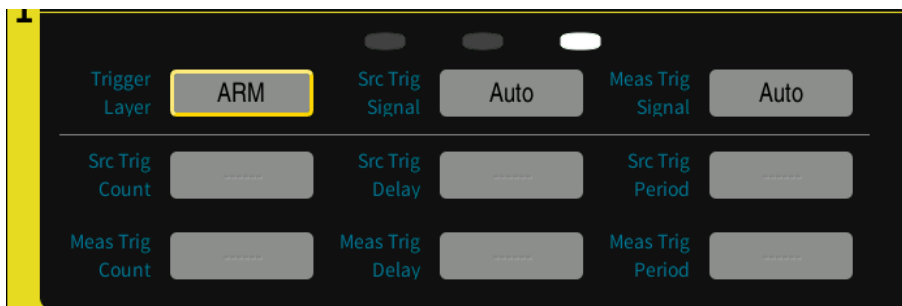 1
Trigger Layer ARM Src Trig Signal Auto Meas Trig Signal Auto
Src Trig Count ------ Src Trig Delay ------ Src Trig Period ------
Meas Trig Count ------ Meas Trig Delay ------ Meas Trig Period ------